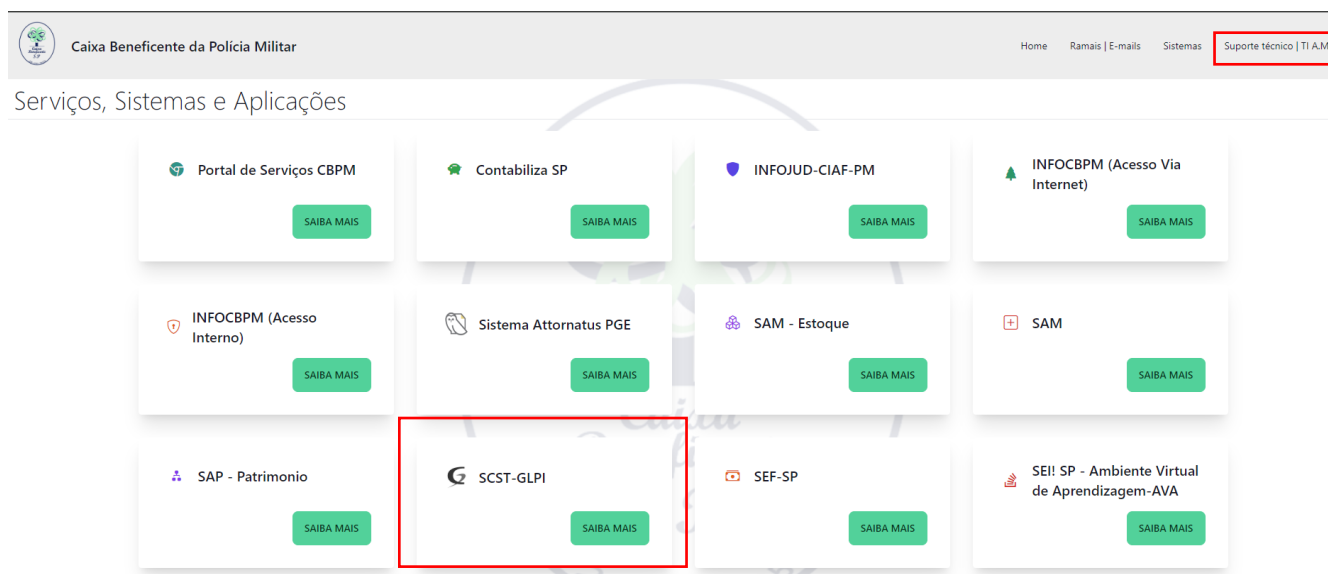 Caixa Beneficente da Polícia Militar
Home Ramais | E-mails Sistemas Suporte técnico | TI A.M
Serviços, Sistemas e Aplicações
Portal de Serviços CBPM
SAIBA MAIS
Contabiliza SP
SAIBA MAIS
INFOJUD-CIAF-PM
SAIBA MAIS
INFOCBPM (Acesso Via
Internet)
SAIBA MAIS
INFOCBPM (Acesso
Interno)
SAIBA MAIS
Sistema Attornatus PGE
SAIBA MAIS
SAM - Estoque
SAIBA MAIS
SAM
SAIBA MAIS
SAP - Patrimonio
SAIBA MAIS
SCST-GLPI
SAIBA MAIS
SEF-SP
SAIBA MAIS
SEI! SP - Ambiente Virtual
de Aprendizagem-AVA
SAIBA MAIS
Caixa